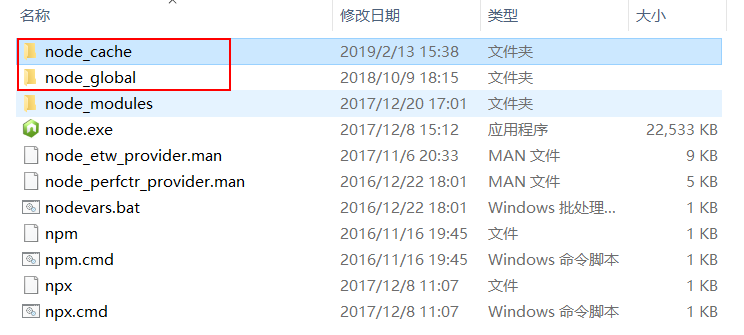 名称 修改日期 类型 大小
node_cache 2019/2/13 15:38 文件夹
node_global 2018/10/9 18:15 文件夹
node_modules 2017/12/20 17:01 文件夹
node.exe 2017/12/8 15:12 应用程序 22,533 KB
node_etw_provider.man 2017/11/6 20:33 MAN 文件 9 KB
node_perfctr_provider.man 2016/12/22 18:01 MAN 文件 5 KB
nodevars.bat 2016/12/22 18:01 Windows 批处理... 1 KB
npm 2016/11/16 19:45 文件 1 KB
npm.cmd 2016/11/16 19:45 Windows 命令脚本 1 KB
npx 2017/12/8 11:07 文件 1 KB
npx.cmd 2017/12/8 11:07 Windows 命令脚本 1 KB